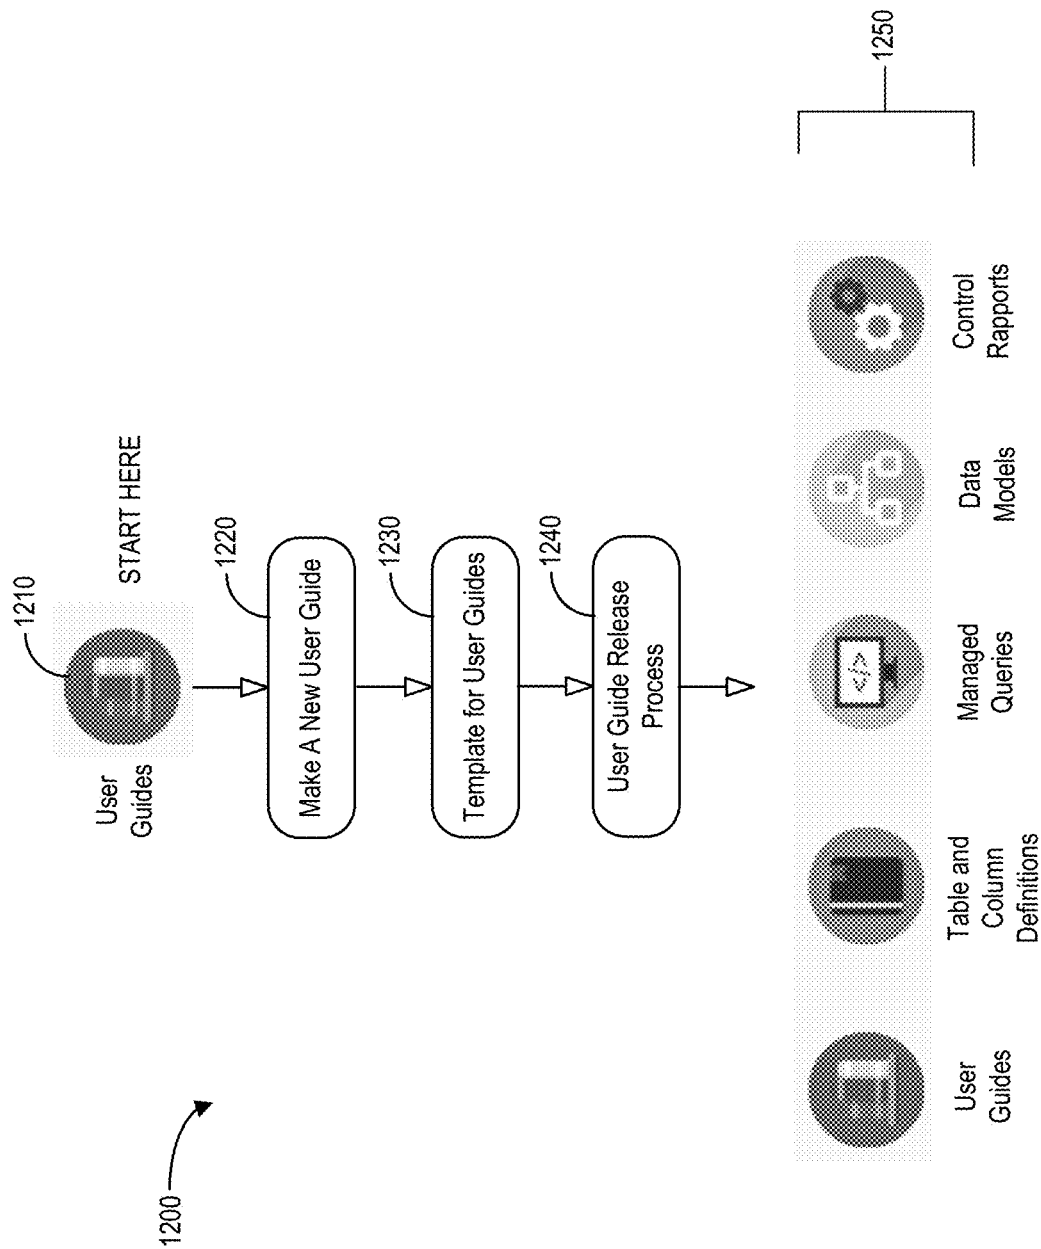 1200
User
Guides
1210
START HERE
Make A New User Guide
1220
Template for User Guides
1230
User Guide Release
Process
1240
</>
User
Guides
Table and
Column
Definitions
Managed
Queries
Data
Models
Control
Rapports
1250